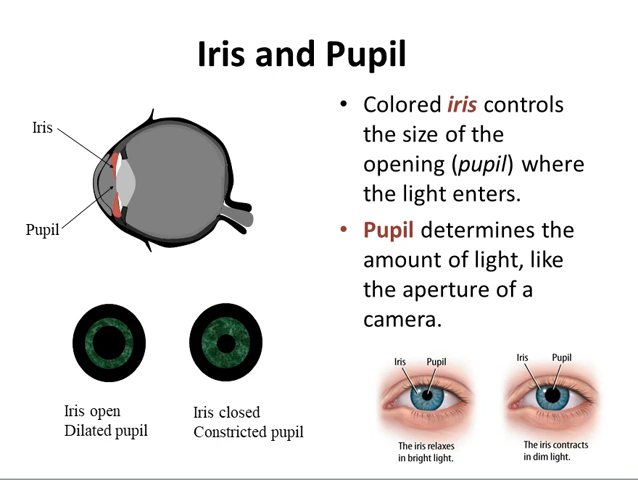 Iris and Pupil
Iris
Pupil
• Colored iris controls
the size of the
opening (pupil) where
the light enters.
• Pupil determines the
amount of light, like
the aperture of a
camera.
Iris open
Dilated pupil
Iris closed
Constricted pupil
Iris Pupil
The iris relaxes
in bright light.
Iris Pupil
The iris contracts
in dim light.